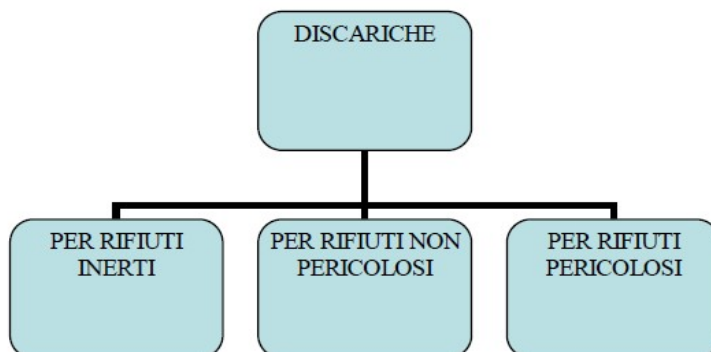 DISCARICHE
PER RIFIUTI
INERTI
PER RIFIUTI NON
PERICOLOSI
PER RIFIUTI
PERICOLOSI